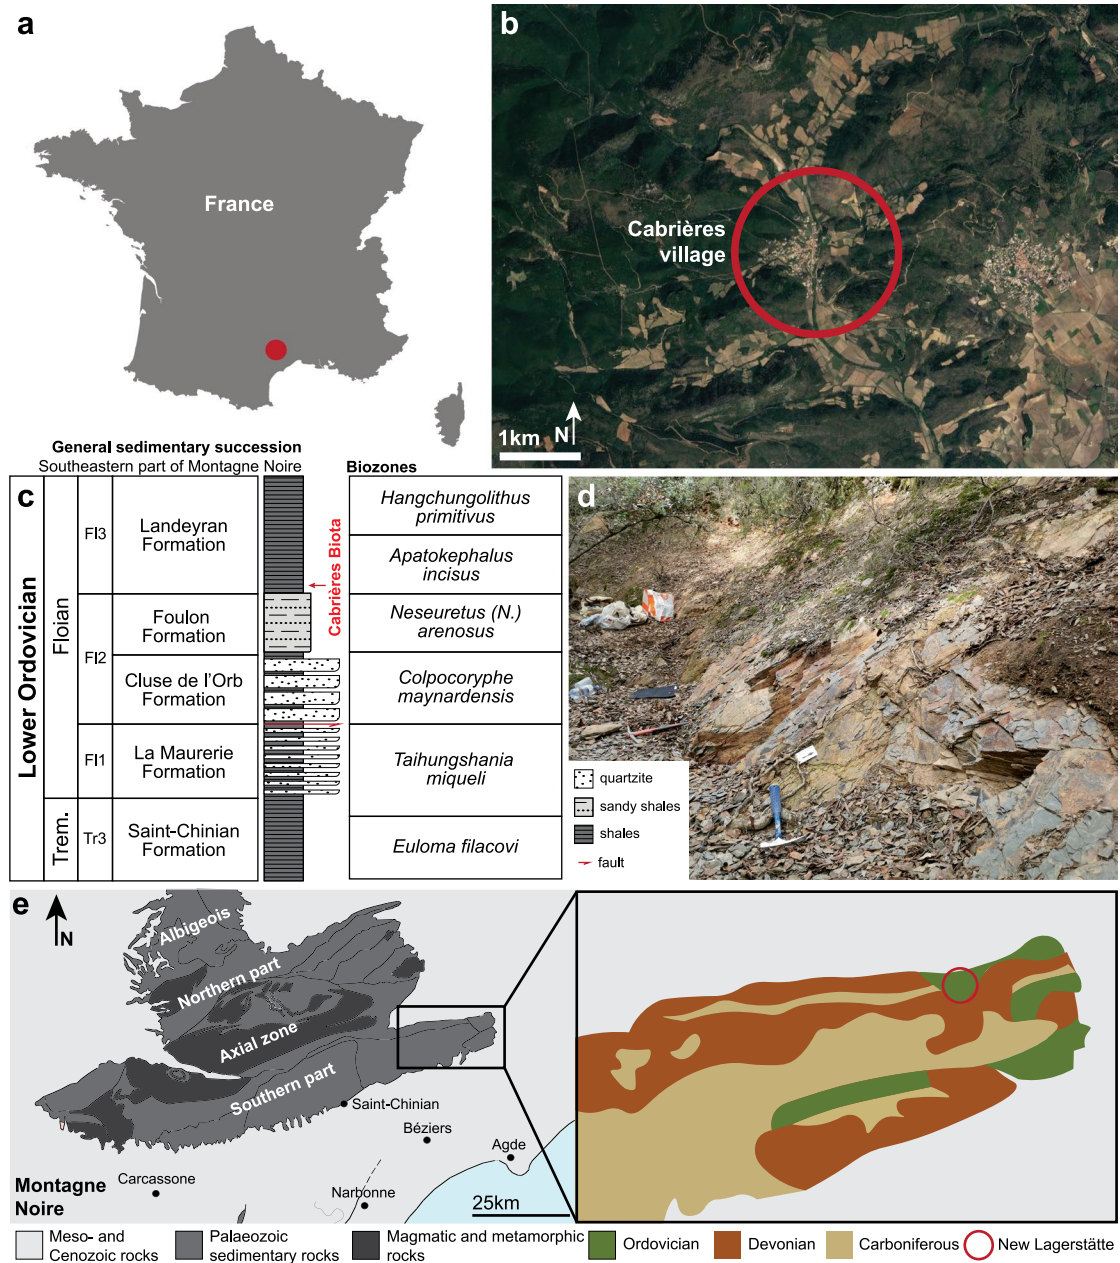 a
France
b
Cabrières
village
1km
N
General sedimentary succession
Southeastern part of Montagne Noire
Biozones
c
Lower Ordovician
Floian
Trem.
Fl3
Fl2
Fl1
Tr3
Landeyran
Formation
Foulon
Formation
Cluse de l'Orb
Formation
La Maurerie
Formation
Saint-Chinian
Formation
Cabrières Biota
Hangchungolithus
primitivus
Apatokephalus
incisus
Neseuretus (N.)
arenosus
Colpocoryphe
maynardensis
Taihungshania
miqueli
Euloma filacovi
quartzite
sandy shales
shales
fault
d
e
N
Albigeois
Northern part
Axial zone
Southern part
Saint-Chinian
Béziers
Agde
Carcassone
Narbonne
Montagne
Noire
25km
Meso- and
Cenozoic rocks
Palaeozoic
sedimentary rocks
Magmatic and metamorphic
rocks
Ordovician
Devonian
Carboniferous
New Lagerstätte